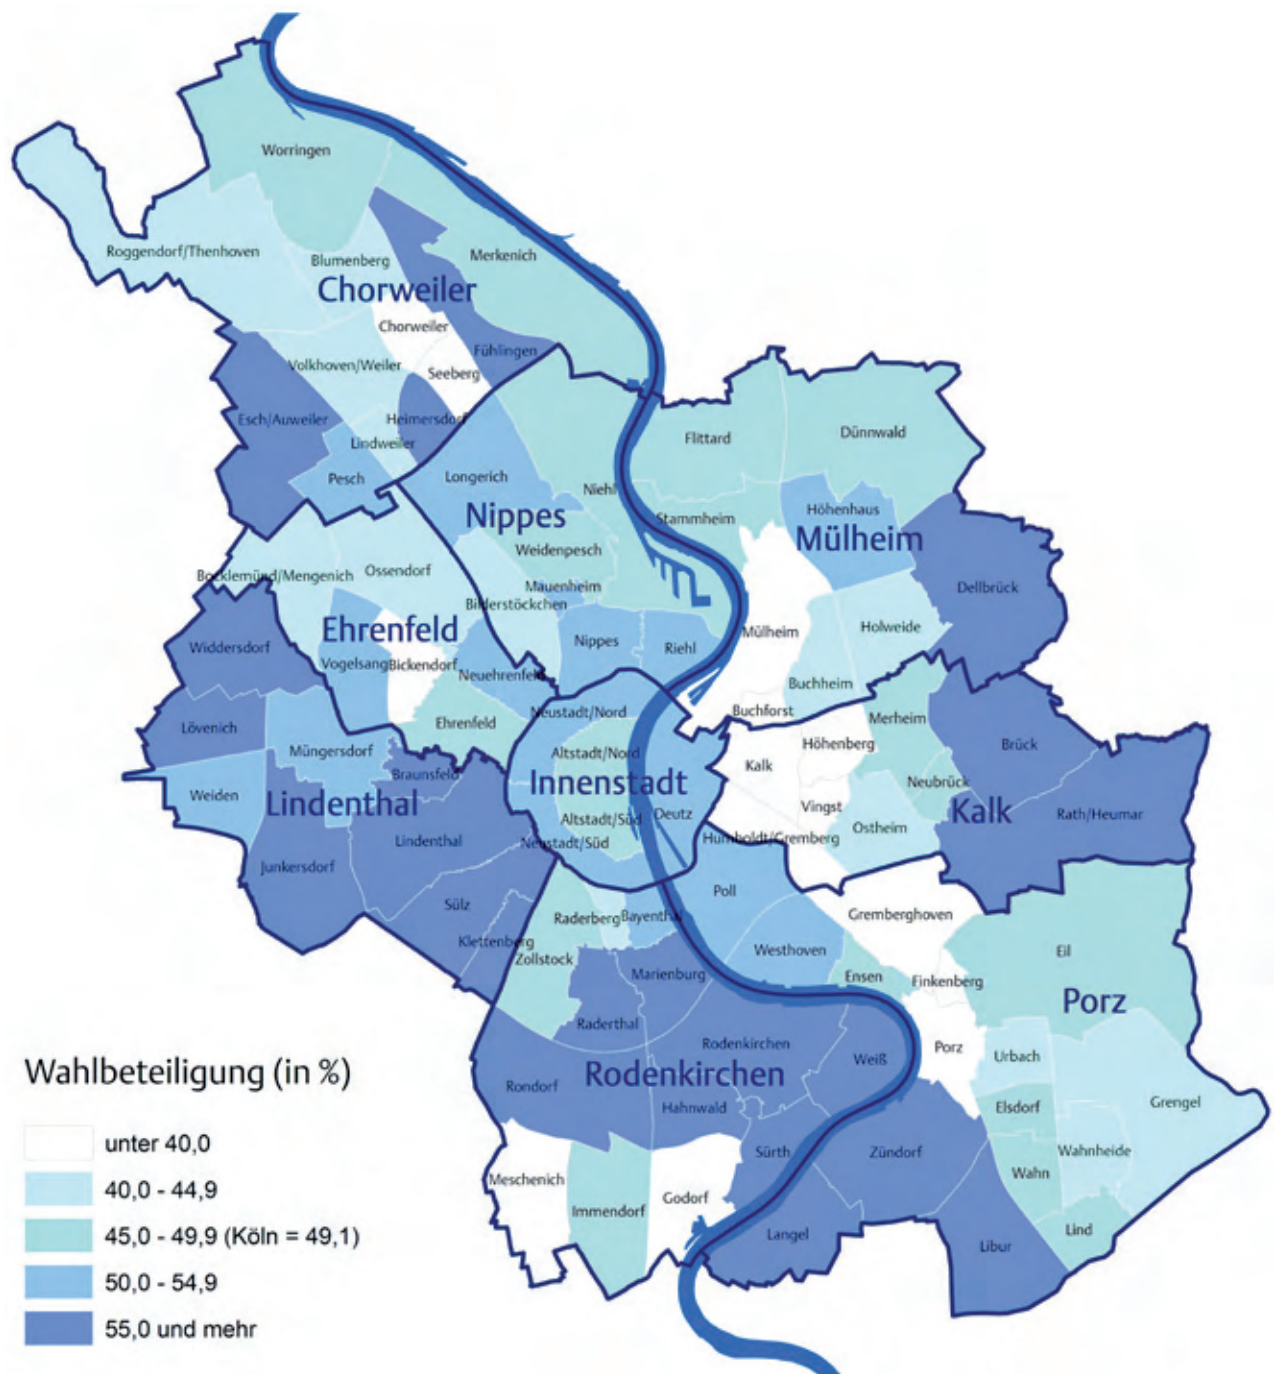 Worringen
Roggendorf/Thenhoven
Blumenberg
Merkenich
Chorweiler
Chorweiler
Fühlingen
Volkhoven/Weiler
Seeberg
Esch/Auweiler
Heimersdorf
Lindweiler
Pesch
Flittard
Dünnwald
Longerich
Niehl
Nippes
Stammheim
Höhenhaus
Mülheim
Weidenpesch
Bocklemünd/Mengenich
Ossendorf
Mauenheim
Bilderstöckchen
Dellbrück
Ehrenfeld
Mülheim
Holweide
Widdersdorf
Vogelsang
Bickendorf
Neuehrenfeld
Nippes
Riehl
Buchheim
Buchforst
Neustadt/Nord
Ehrenfeld
Merheim
Lövenich
Müngersdorf
Altstadt/Nord
Höhenberg
Brück
Braunsfeld
Innenstadt
Kalk
Neubrück
Weiden
Lindenthal
Vingst
Kalk
Rath/Heumar
Altstadt/Süd
Deutz
Ostheim
Lindenthal
Neustadt/Süd
Humboldt/Gremberg
Junkersdorf
Poll
Sülz
Raderberg
Bayenthal
Gremberghoven
Klettenberg
Zollstock
Westhoven
Eil
Marienburg
Ensen
Finkenberg
Porz
Raderthal
Rodenkirchen
Weiß
Porz
Urbach
Rodenkirchen
Rondorf
Hahnwald
Elsdorf
Grengel
Sürth
Zündorf
Wahnheide
Meschenich
Wahn
Godorf
Immendorf
Langel
Libur
Lind
Wahlbeteiligung (in %)
unter 40,0
40,0 - 44,9
45,0 - 49,9 (Köln = 49,1)
50,0 - 54,9
55,0 und mehr